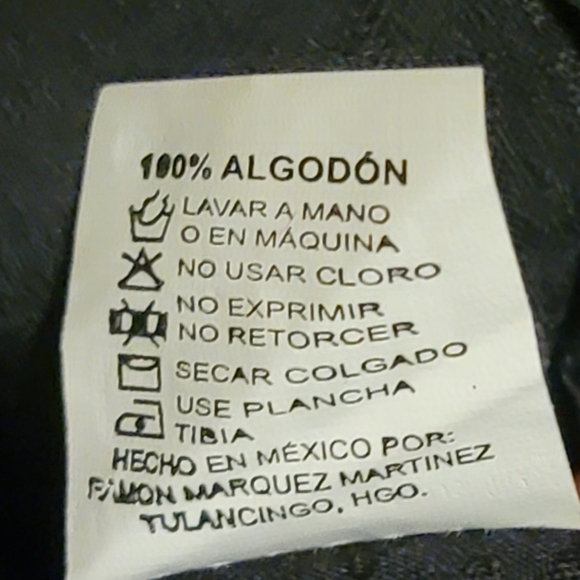 100% ALGODÓN
LAVAR A MANO
O EN MÁQUINA
NO USAR CLORO
NO EXPRIMIR
NO RETORCER
SECAR COLGADO
USE PLANCHA
TIBIA
HECHO EN MÉXICO POR:
RAMON MARQUEZ MARTINEZ
TULANCINGO, HGO.